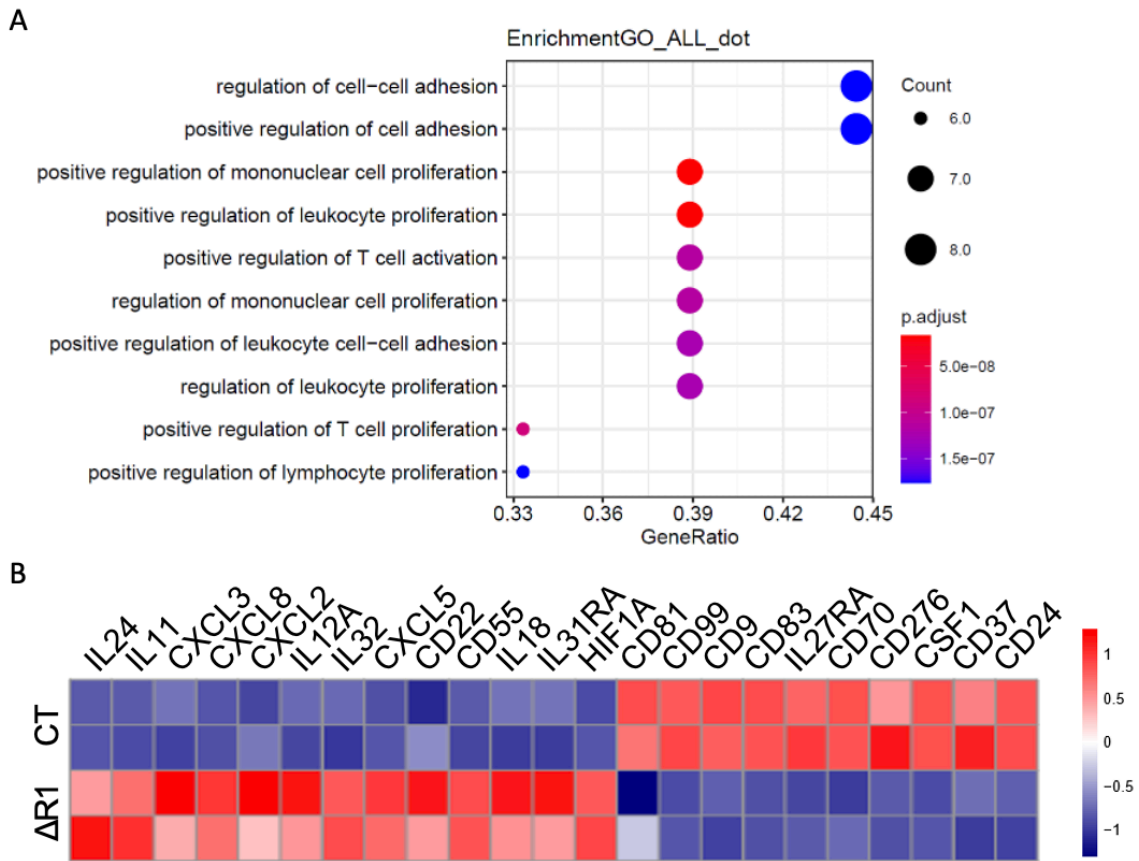 A
EnrichmentGO_ALL_dot
regulation of cell−cell adhesion
positive regulation of cell adhesion
positive regulation of mononuclear cell proliferation
positive regulation of leukocyte proliferation
positive regulation of T cell activation
regulation of mononuclear cell proliferation
positive regulation of leukocyte cell−cell adhesion
regulation of leukocyte proliferation
positive regulation of T cell proliferation
positive regulation of lymphocyte proliferation
0.33 0.36 0.39 0.42 0.45
GeneRatio
Count
6.0
7.0
8.0
p.adjust
5.0e−08
1.0e−07
1.5e−07
B
IL24 IL11 CXCL3 CXCL8 CXCL2 IL12A IL32 CXCL5 CD22 CD55 IL18 IL31RA HIF1A CD81 CD99 CD9 CD83 IL27RA CD70 CD276 CSF1 CD37 CD24
CT
ΔR1
1
0.5
0
−0.5
−1